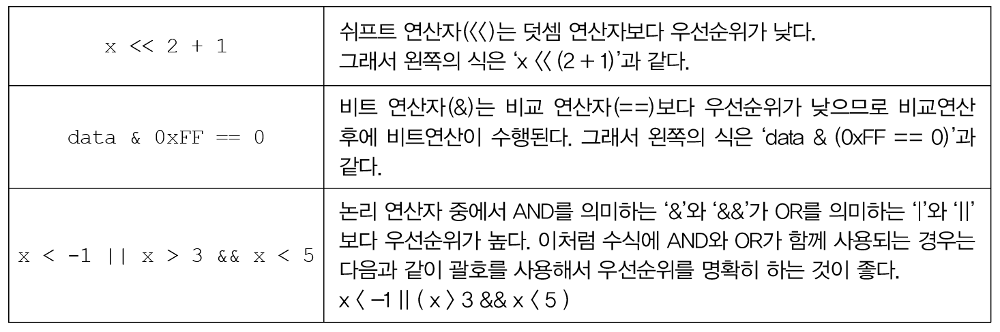 x << 2 + 1
쉬프트 연산자(<<)는 덧셈 연산자보다 우선순위가 낮다.
그래서 왼쪽의 식은 ‘x << (2 + 1)’과 같다.
data & 0xFF == 0
비트 연산자(&)는 비교 연산자(==)보다 우선순위가 낮으므로 비교연산
후에 비트연산이 수행된다. 그래서 왼쪽의 식은 ‘data & (0xFF == 0)’과
같다.
x < -1 || x > 3 && x < 5
논리 연산자 중에서 AND를 의미하는 ‘&’와 ‘&&’가 OR를 의미하는 ‘|’와 ‘||’
보다 우선순위가 높다. 이처럼 수식에 AND와 OR가 함께 사용되는 경우는
다음과 같이 괄호를 사용해서 우선순위를 명확히 하는 것이 좋다.
x < -1 || ( x > 3 && x < 5 )